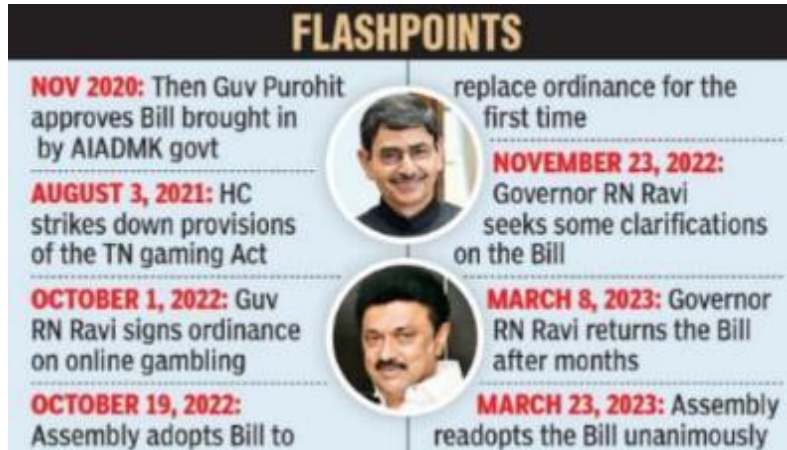 FLASHPOINTS
NOV 2020: Then Guv Purohit
approves Bill brought in
by AIADMK govt
AUGUST 3, 2021: HC
strikes down provisions
of the TN gaming Act
OCTOBER 1, 2022: Guv
RN Ravi signs ordinance
on online gambling
OCTOBER 19, 2022:
Assembly adopts Bill to
replace ordinance for the
first time
NOVEMBER 23, 2022:
Governor RN Ravi
seeks some clarifications
on the Bill
MARCH 8, 2023: Governor
RN Ravi returns the Bill
after months
MARCH 23, 2023: Assembly
readopts the Bill unanimously